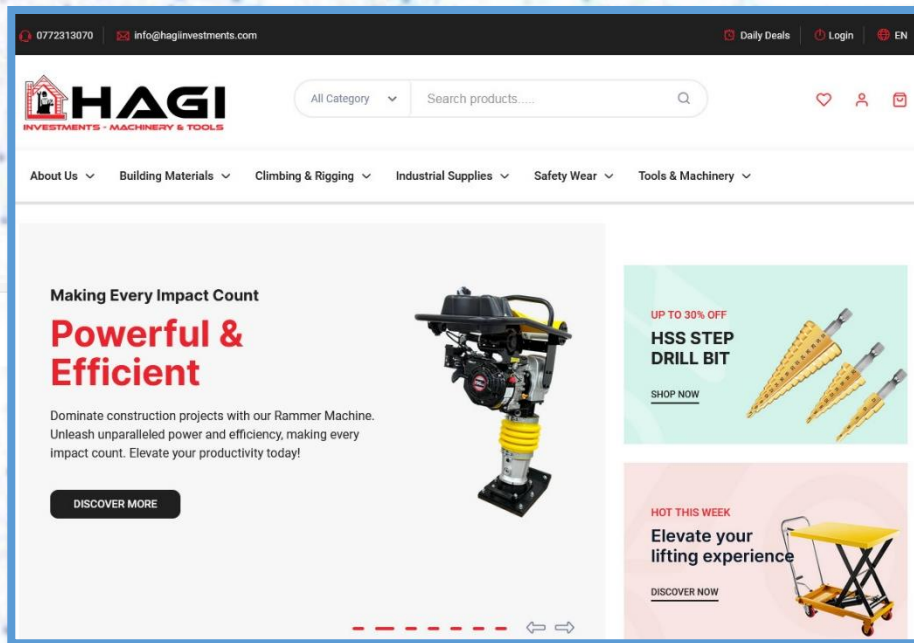 0772313070 info@hagiinvestments.com Daily Deals Login EN
HAGI
INVESTMENTS - MACHINERY & TOOLS
All Category Search products.....
About Us Building Materials Climbing & Rigging Industrial Supplies Safety Wear Tools & Machinery
Making Every Impact Count
Powerful &
Efficient
Dominate construction projects with our Rammer Machine.
Unleash unparalleled power and efficiency, making every
impact count. Elevate your productivity today!
DISCOVER MORE
UP TO 30% OFF
HSS STEP
DRILL BIT
SHOP NOW
HOT THIS WEEK
Elevate your
lifting experience
DISCOVER NOW